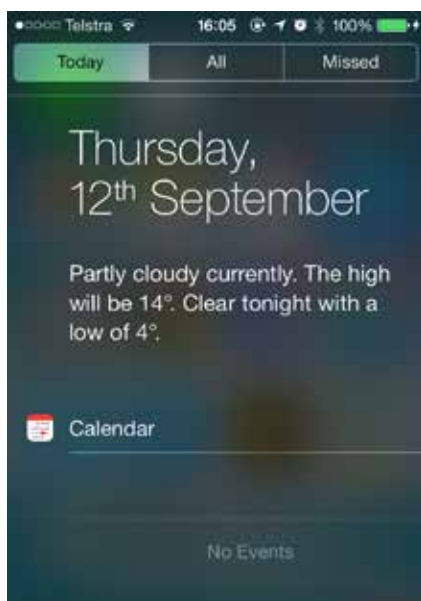 Telstra 16:05 100%
Today All Missed
Thursday,
12th September
Partly cloudy currently. The high
will be 14°. Clear tonight with a
low of 4°.
Calendar
No Events